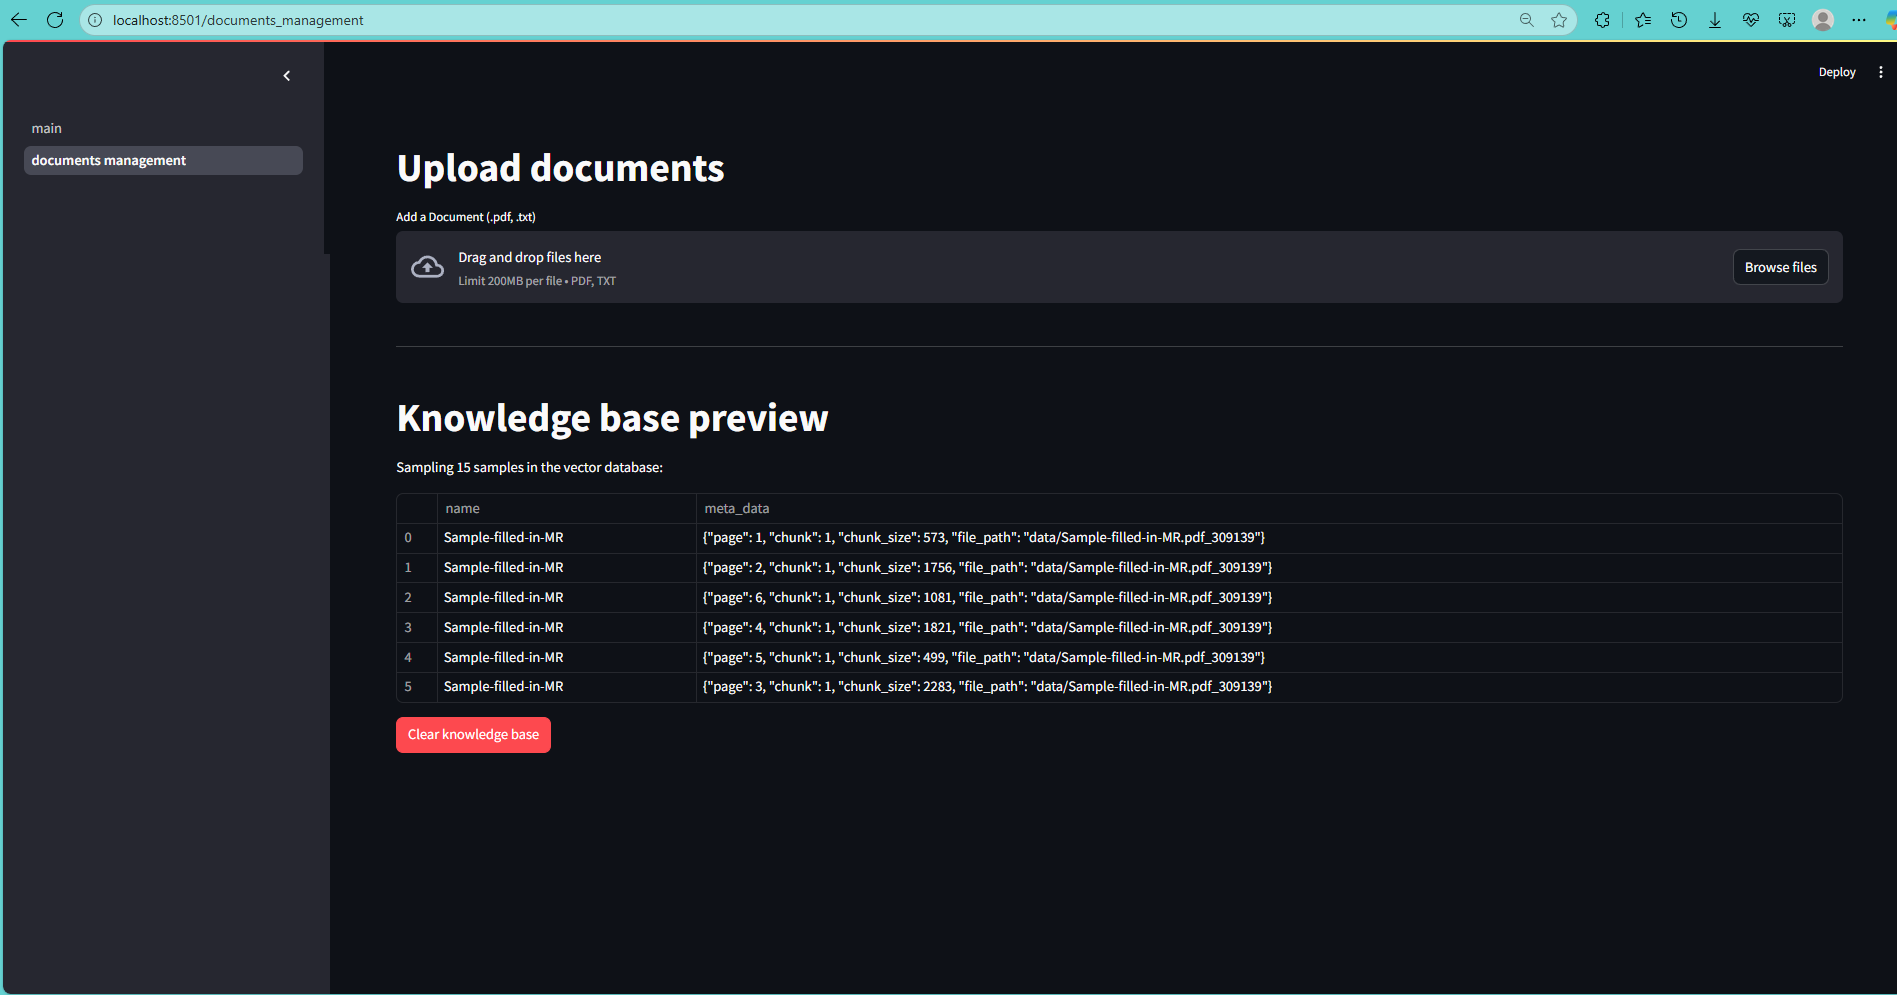 localhost:8501/documents_management
Deploy
main
documents management
Upload documents
Add a Document (.pdf, .txt)
Drag and drop files here
Limit 200MB per file • PDF, TXT
Browse files
Knowledge base preview
Sampling 15 samples in the vector database:
name meta_data
0 Sample-filled-in-MR {"page": 1, "chunk": 1, "chunk_size": 573, "file_path": "data/Sample-filled-in-MR.pdf_309139"}
1 Sample-filled-in-MR {"page": 2, "chunk": 1, "chunk_size": 1756, "file_path": "data/Sample-filled-in-MR.pdf_309139"}
2 Sample-filled-in-MR {"page": 6, "chunk": 1, "chunk_size": 1081, "file_path": "data/Sample-filled-in-MR.pdf_309139"}
3 Sample-filled-in-MR {"page": 4, "chunk": 1, "chunk_size": 1821, "file_path": "data/Sample-filled-in-MR.pdf_309139"}
4 Sample-filled-in-MR {"page": 5, "chunk": 1, "chunk_size": 499, "file_path": "data/Sample-filled-in-MR.pdf_309139"}
5 Sample-filled-in-MR {"page": 3, "chunk": 1, "chunk_size": 2283, "file_path": "data/Sample-filled-in-MR.pdf_309139"}
Clear knowledge base